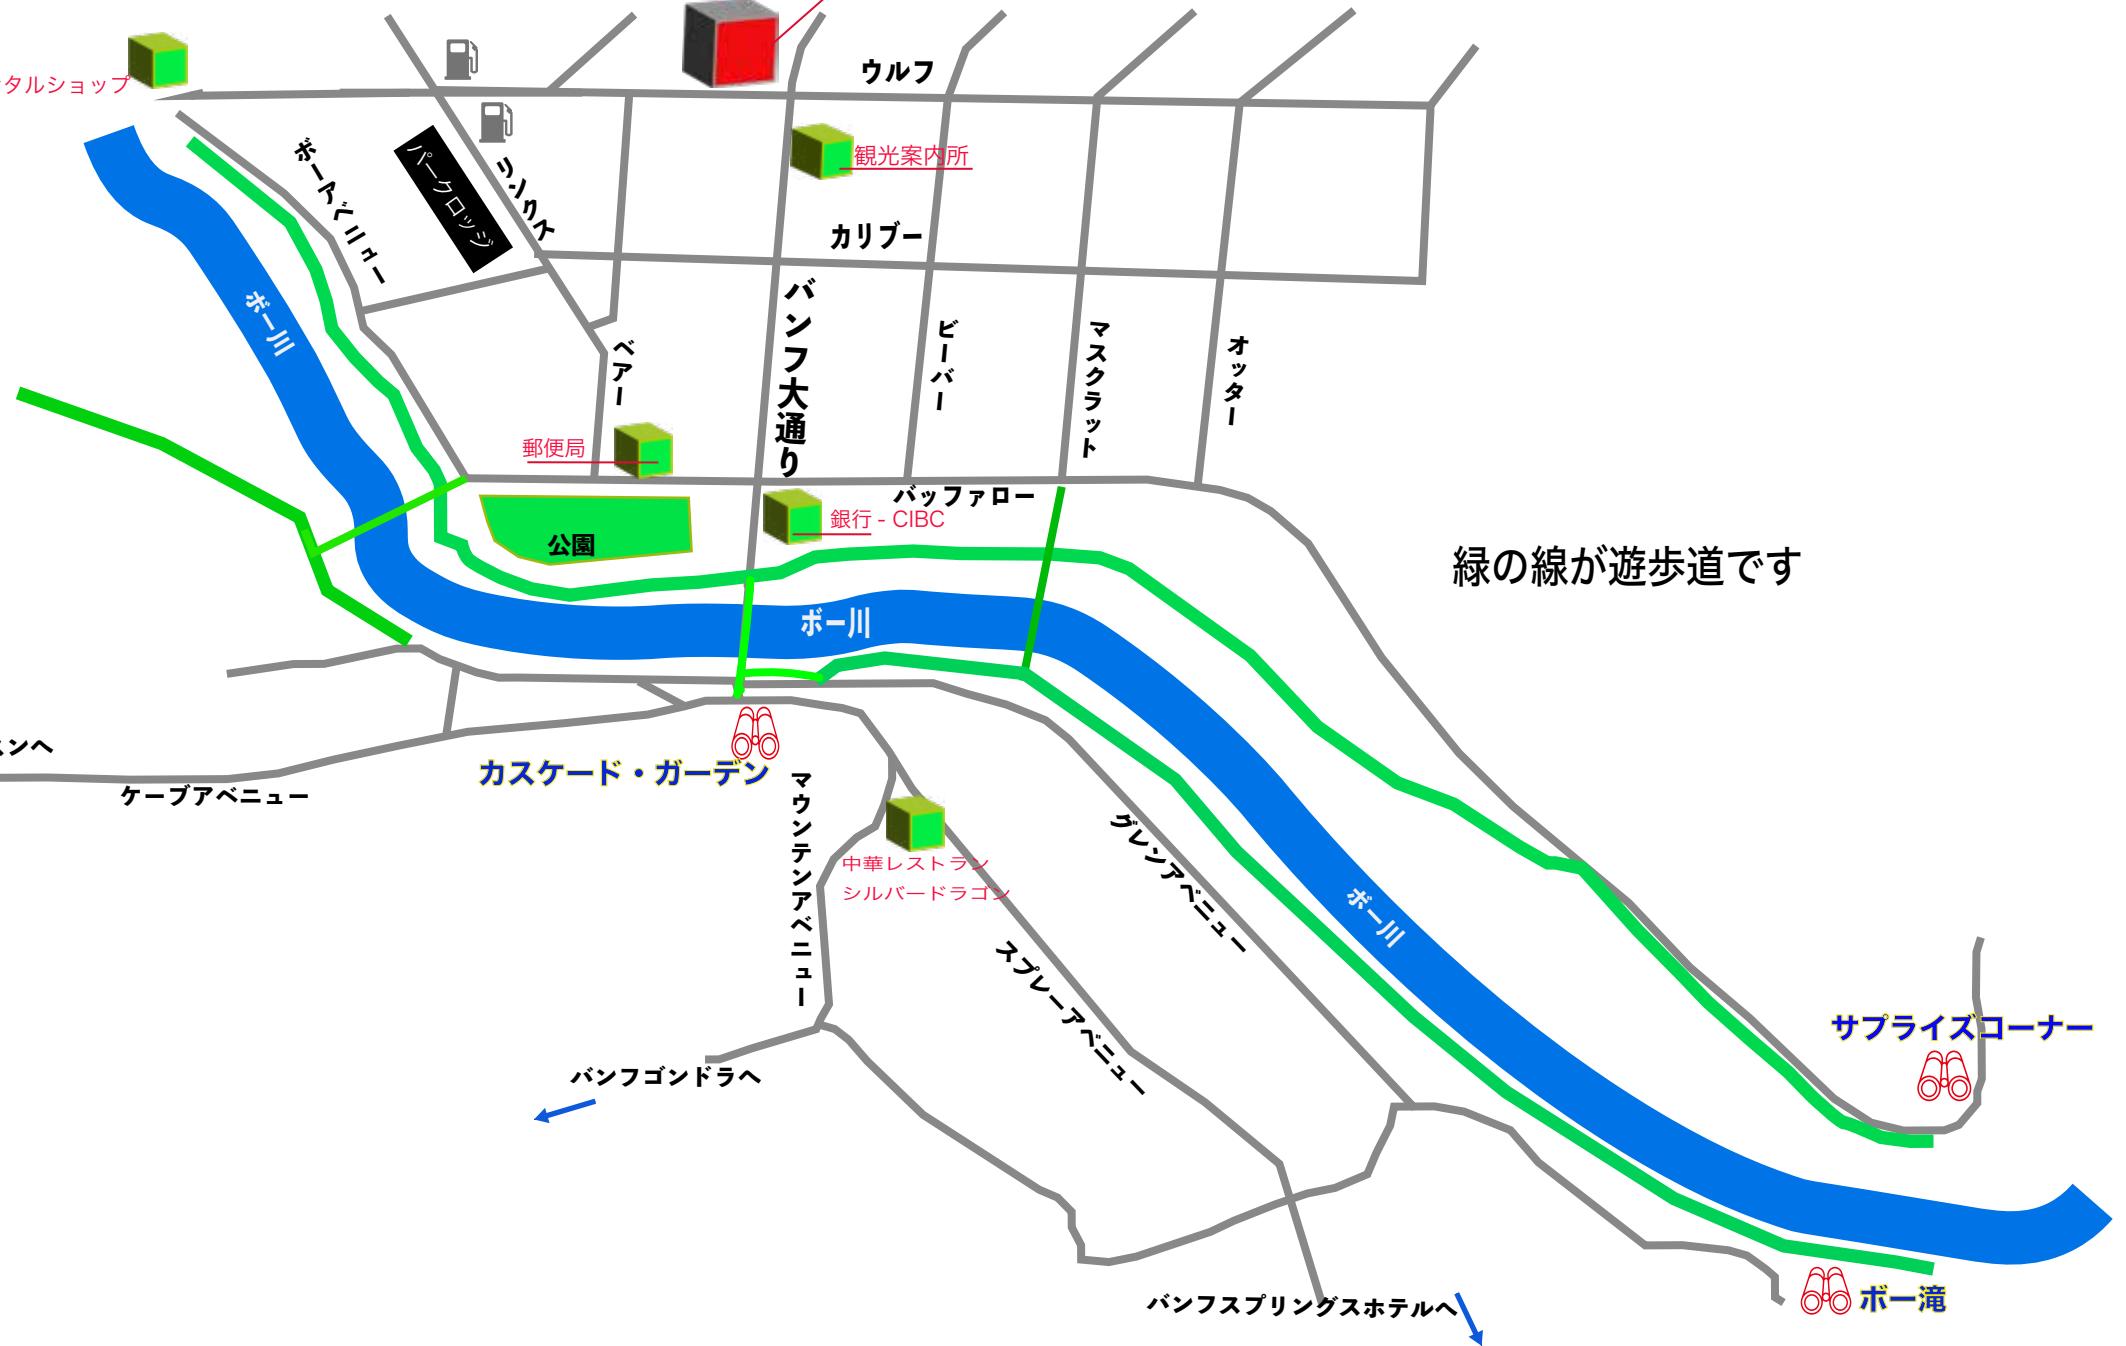 タルショップ
ウルフ
観光案内所
ボーアベニュー
パークロッジ
リンクス
カリブー
ボー川
バンフ大通り
ベアー
ビーバー
マスクラット
オッター
郵便局
バッファロー
銀行 - CIBC
公園
緑の線が遊歩道です
ボー川
スンへ
ケーブアベニュー
カスケード・ガーデン
マウンテンアベニュー
中華レストラン
シルバードラゴン
グレンアベニュー
ボー川
スプレーアベニュー
サプライズコーナー
バンフゴンドラへ
バンフスプリングスホテルへ
ボー滝